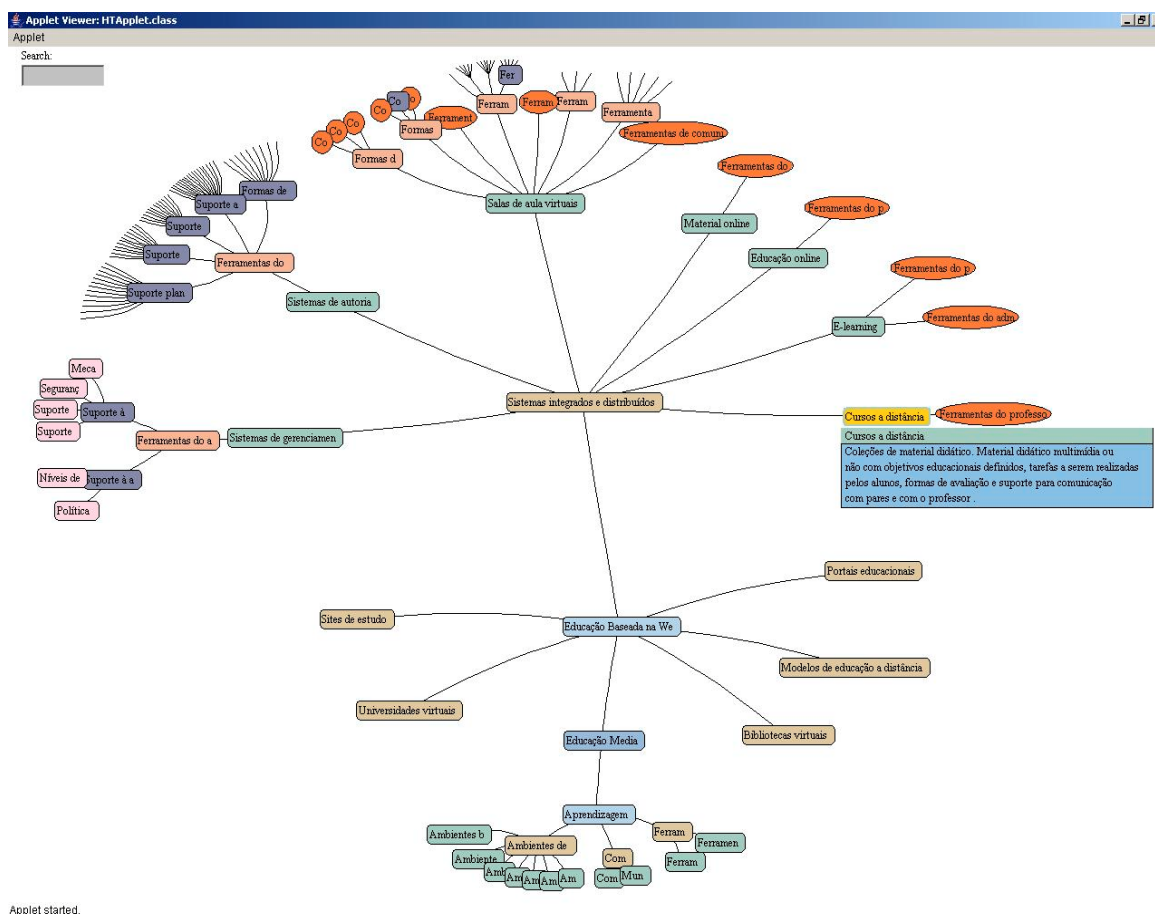 Applet Viewer: HTApplet.class
Applet
Search:
Fer
Co
Co
Ferram
Ferram
Ferram
Ferramenta
Co
Co
Co
Formas
Ferrament
Ferramentas de comuni
Formas d
Ferramentas do
Formas de
Suporte a
Salas de aula virtuais
Ferramentas do p
Suporte
Material online
Suporte
Ferramentas do
Educação online
Ferramentas do p
Suporte plan
Sistemas de autoria
Ferramentas do adm
E-learning
Meca
Seguranç
Suporte
Suporte à
Sistemas integrados e distribuídos
Cursos a distância
Ferramentas do professo
Suporte
Ferramentas do a
Sistemas de gerenciamen
Cursos a distância
Coleções de material didático. Material didático multimídia ou
não com objetivos educacionais definidos, tarefas a serem realizadas
pelos alunos, formas de avaliação e suporte para comunicação
com pares e com o professor .
Níveis de
Suporte à a
Política
Portais educacionais
Sites de estudo
Educação Baseada na We
Modelos de educação a distância
Universidades virtuais
Bibliotecas virtuais
Educação Media
Aprendizagem
Ambientes b
Ambientes de
Ferram
Ferramen
Ambiente
Com
Ferram
Am
Am
Am
Am
Com
Mun
Applet started.